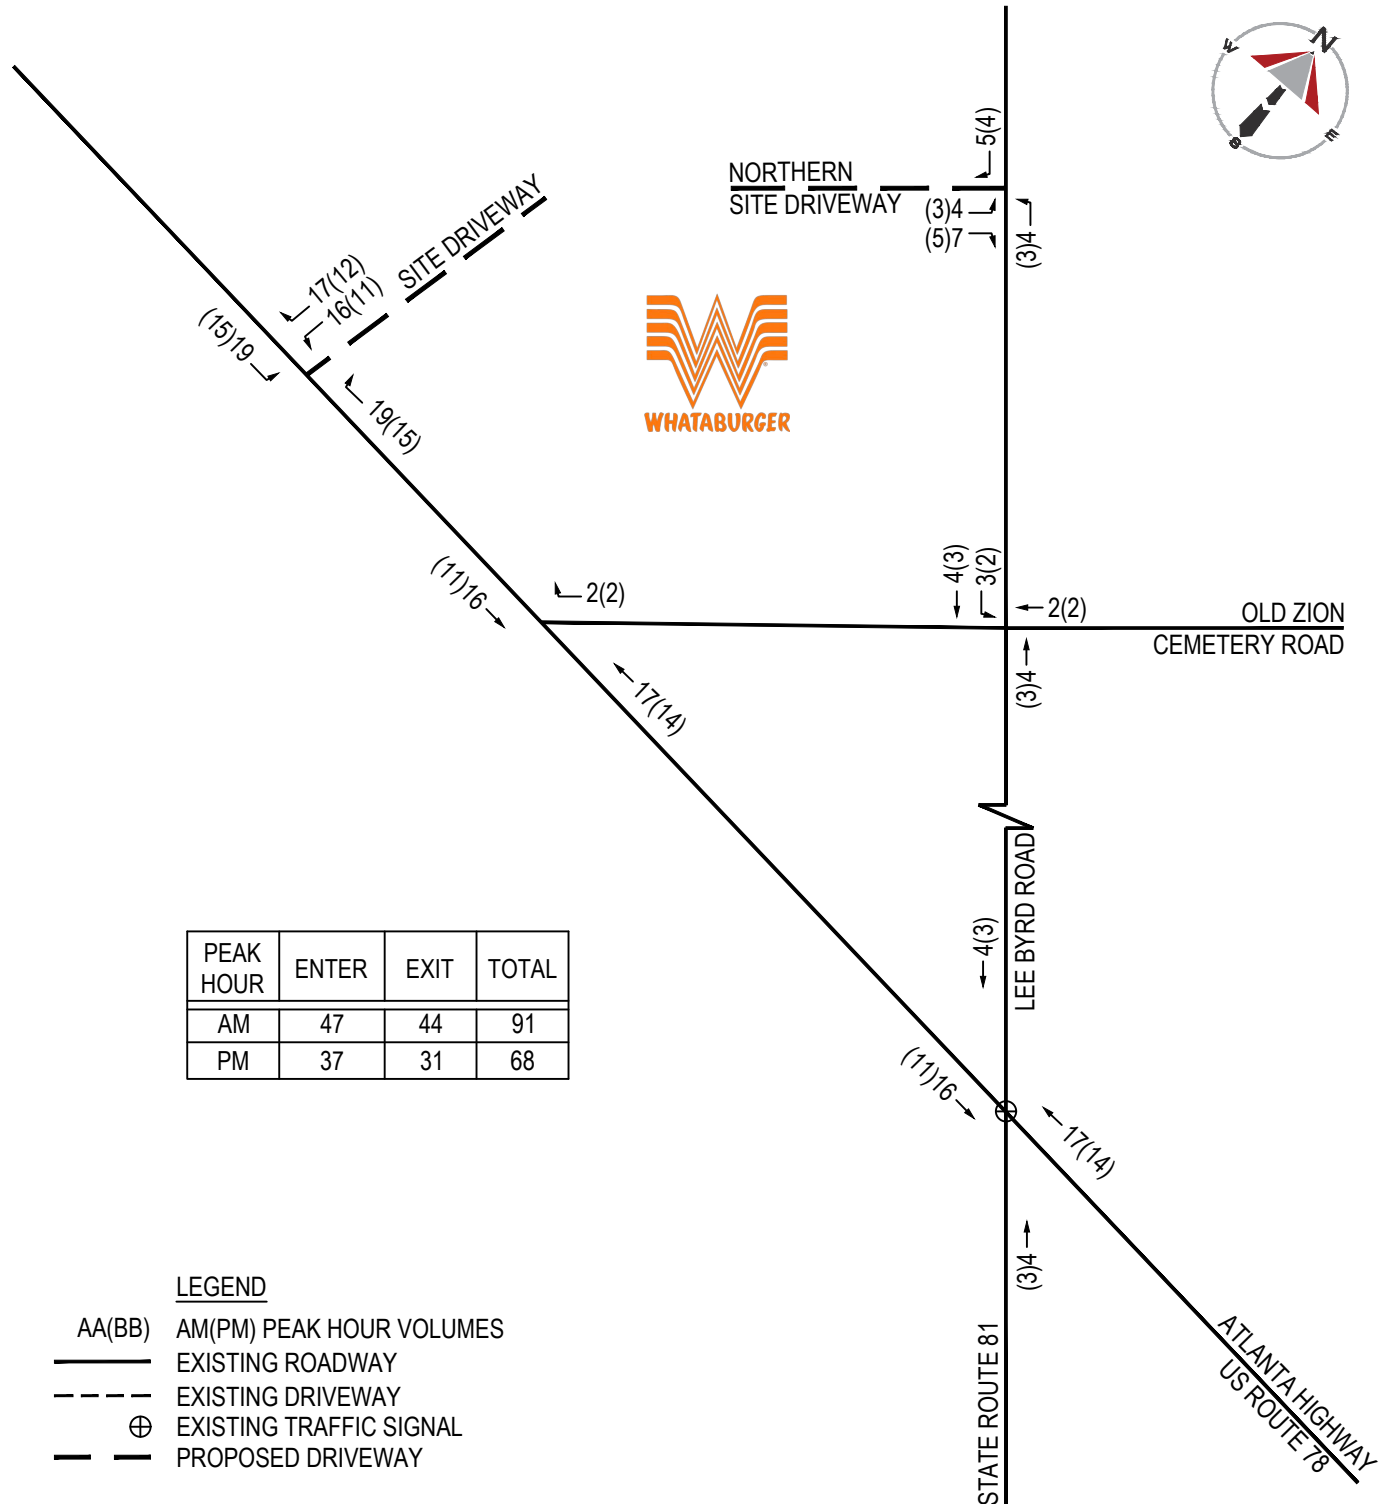 N
W
E
S
5(4)
NORTHERN
SITE DRIVEWAY
(3)4
(5)7
(3)4
SITE DRIVEWAY
17(12)
16(11)
(15)19
19(15)
WHATABURGER
(11)16
2(2)
4(3)
3(2)
2(2)
OLD ZION
CEMETERY ROAD
(3)4
17(14)
LEE BYRD ROAD
4(3)
PEAK HOUR ENTER EXIT TOTAL
AM 47 44 91
PM 37 31 68
(11)16
17(14)
(3)4
STATE ROUTE 81
ATLANTA HIGHWAY
US ROUTE 78
LEGEND
AA(BB) AM(PM) PEAK HOUR VOLUMES
EXISTING ROADWAY
EXISTING DRIVEWAY
EXISTING TRAFFIC SIGNAL
PROPOSED DRIVEWAY